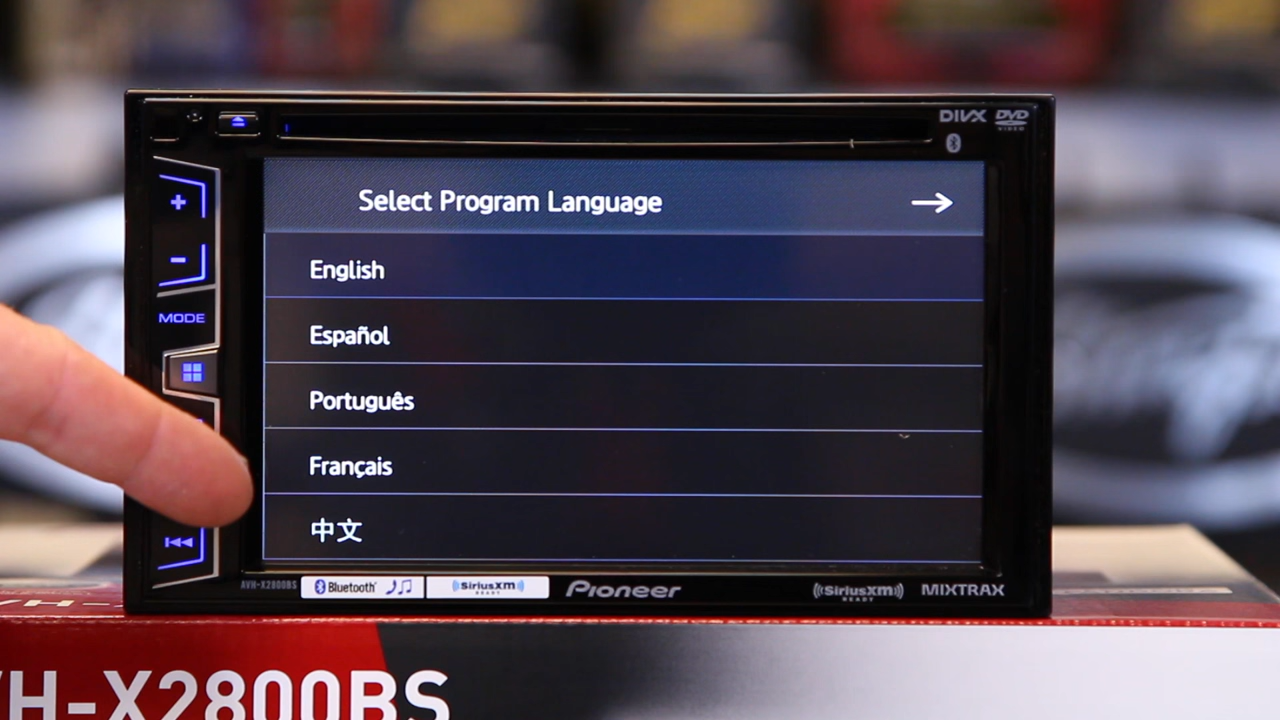 DIVX DVD
VIDEO
Select Program Language
English
Español
Português
Français
中文
MODE
AVH-X2800BS
Bluetooth
SiriusXM
READY
Pioneer
SiriusXM
READY
MIXTRAX
H-X2800BS